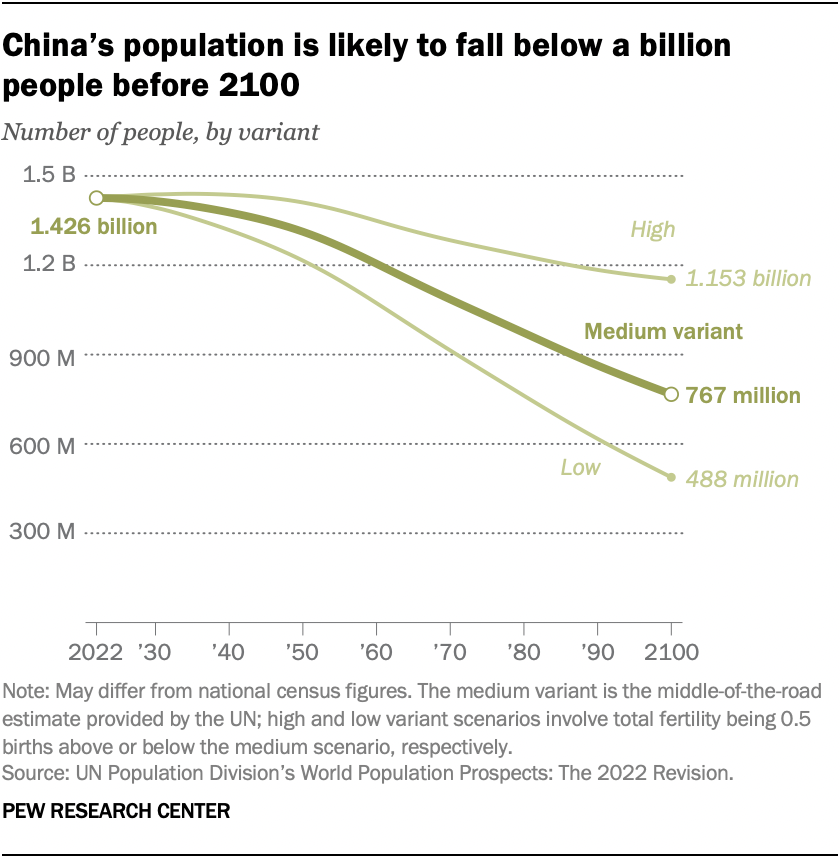 China’s population is likely to fall below a billion
people before 2100
Number of people, by variant
1.5 B
1.426 billion
High
1.2 B
1.153 billion
Medium variant
900 M
767 million
600 M
Low
488 million
300 M
2022 ’30 ’40 ’50 ’60 ’70 ’80 ’90 2100
Note: May differ from national census figures. The medium variant is the middle-of-the-road
estimate provided by the UN; high and low variant scenarios involve total fertility being 0.5
births above or below the medium scenario, respectively.
Source: UN Population Division’s World Population Prospects: The 2022 Revision.
PEW RESEARCH CENTER